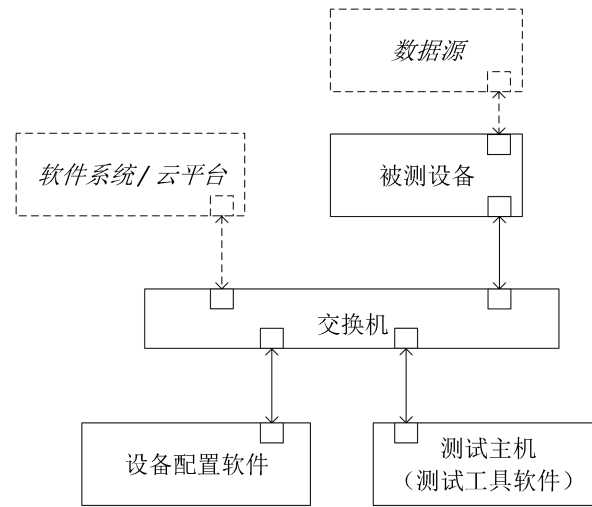 数据源
软件系统/云平台
被测设备
交换机
设备配置软件
测试主机
（测试工具软件）